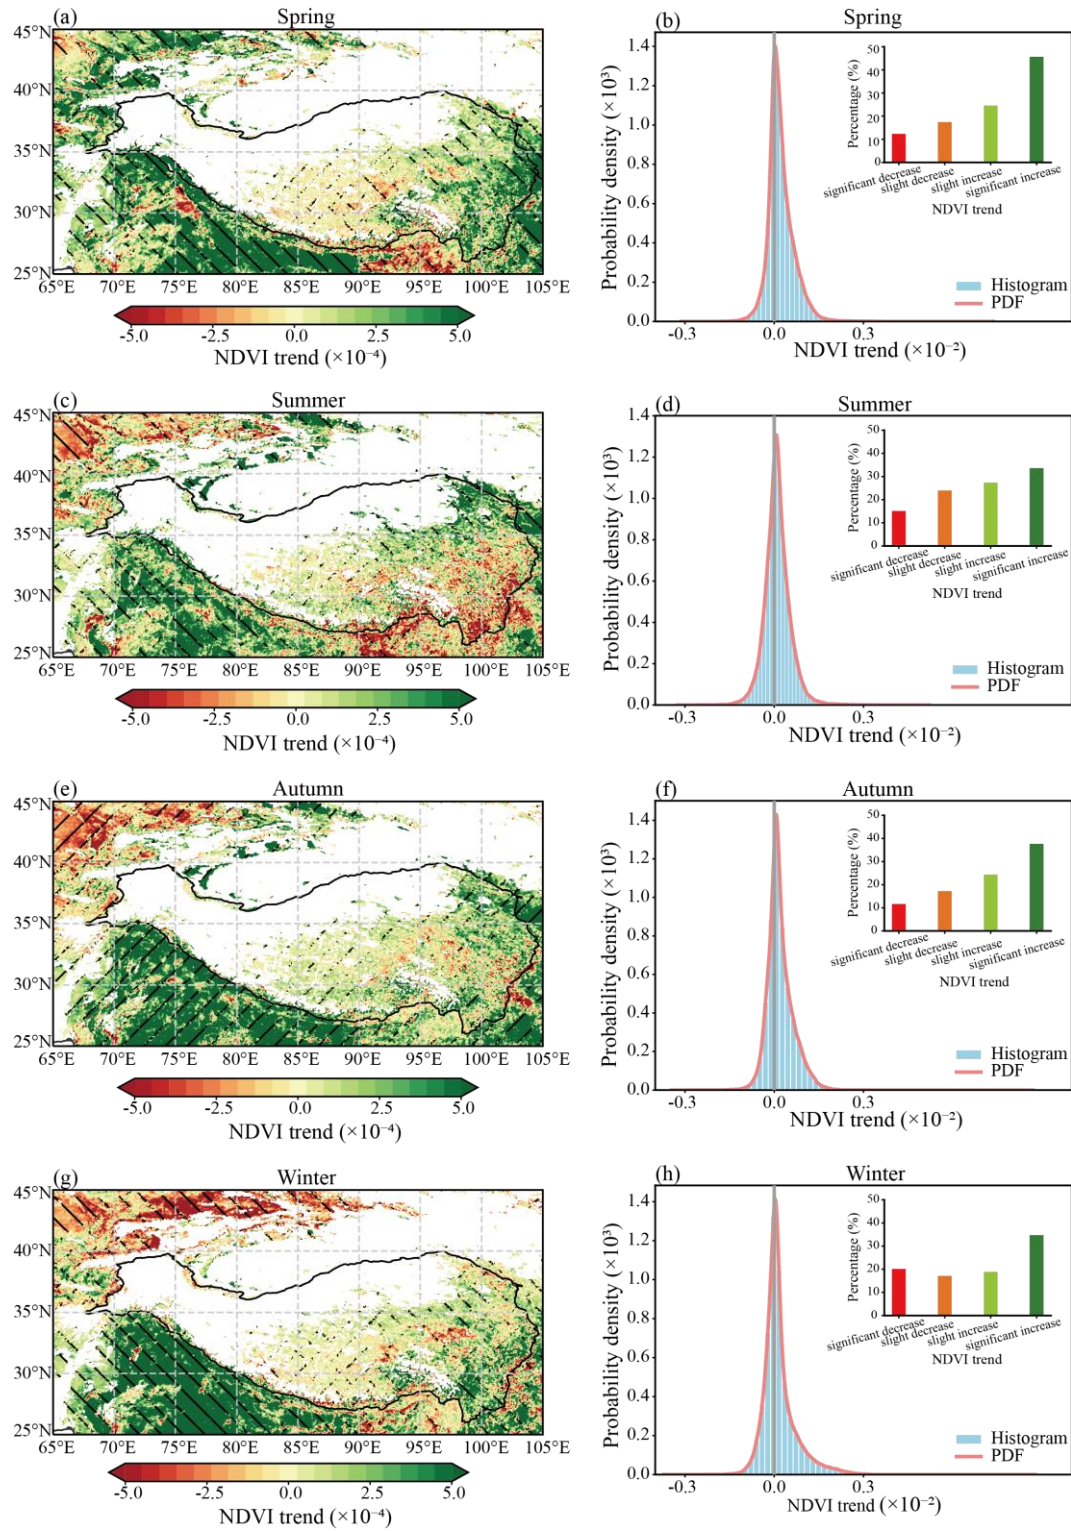 (a) Spring
45°N
40°N
35°N
30°N
25°N
65°E 70°E 75°E 80°E 85°E 90°E 95°E 100°E 105°E
-5.0 -2.5 0.0 2.5 5.0
NDVI trend (×10⁻⁴)
(b) Spring
Probability density (×10³)
1.4
1.2
1.0
0.8
0.6
0.4
0.2
0.0
-0.3 0.0 0.3
NDVI trend (×10⁻²)
Percentage (%)
50
40
30
20
10
0
significant decrease
slight decrease
slight increase
significant increase
NDVI trend
Histogram
PDF
(c) Summer
45°N
40°N
35°N
30°N
25°N
65°E 70°E 75°E 80°E 85°E 90°E 95°E 100°E 105°E
-5.0 -2.5 0.0 2.5 5.0
NDVI trend (×10⁻⁴)
(d) Summer
Probability density (×10³)
1.4
1.2
1.0
0.8
0.6
0.4
0.2
0.0
-0.3 0.0 0.3
NDVI trend (×10⁻²)
Percentage (%)
50
40
30
20
10
0
significant decrease
slight decrease
slight increase
significant increase
NDVI trend
Histogram
PDF
(e) Autumn
45°N
40°N
35°N
30°N
25°N
65°E 70°E 75°E 80°E 85°E 90°E 95°E 100°E 105°E
-5.0 -2.5 0.0 2.5 5.0
NDVI trend (×10⁻⁴)
(f) Autumn
Probability density (×10³)
1.4
1.2
1.0
0.8
0.6
0.4
0.2
0.0
-0.3 0.0 0.3
NDVI trend (×10⁻²)
Percentage (%)
50
40
30
20
10
0
significant decrease
slight decrease
slight increase
significant increase
NDVI trend
Histogram
PDF
(g) Winter
45°N
40°N
35°N
30°N
25°N
65°E 70°E 75°E 80°E 85°E 90°E 95°E 100°E 105°E
-5.0 -2.5 0.0 2.5 5.0
NDVI trend (×10⁻⁴)
(h) Winter
Probability density (×10³)
1.4
1.2
1.0
0.8
0.6
0.4
0.2
0.0
-0.3 0.0 0.3
NDVI trend (×10⁻²)
Percentage (%)
50
40
30
20
10
0
significant decrease
slight decrease
slight increase
significant increase
NDVI trend
Histogram
PDF